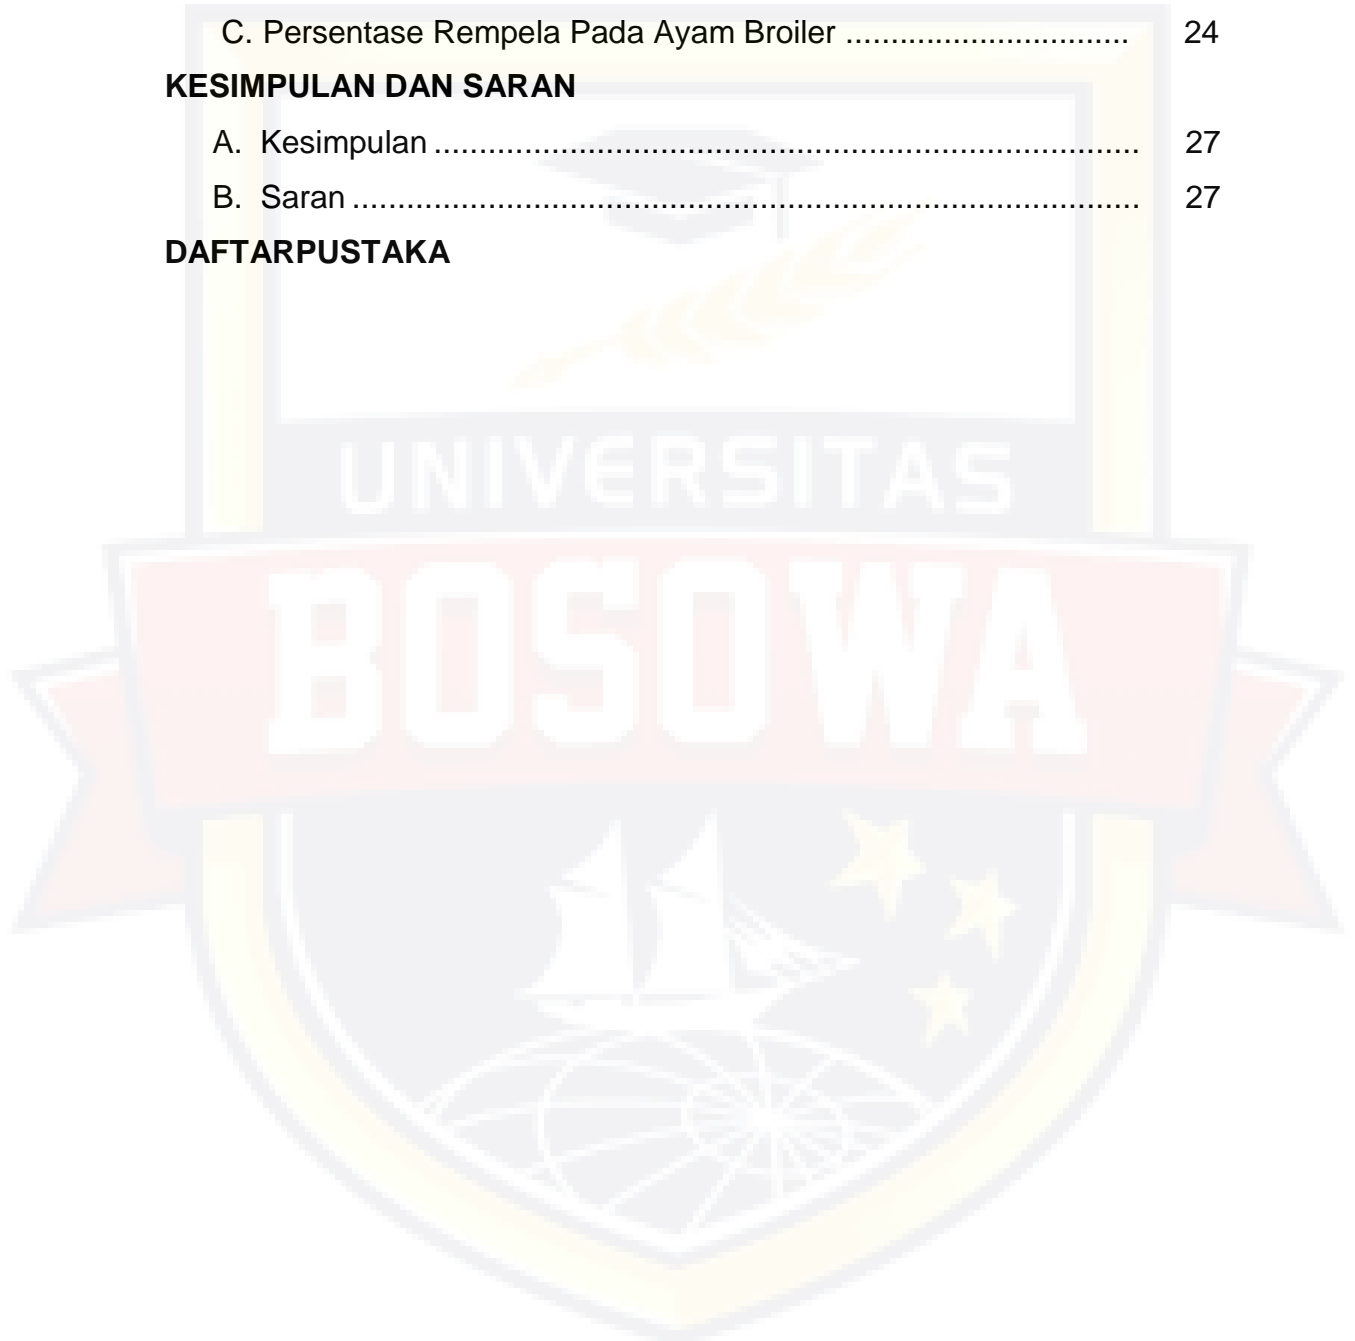 C. Persentase Rempela Pada Ayam Broiler ............................... 24
KESIMPULAN DAN SARAN
A. Kesimpulan ............................................................................. 27
B. Saran ...................................................................................... 27
DAFTARPUSTAKA
UNIVERSITAS
BOSOWA